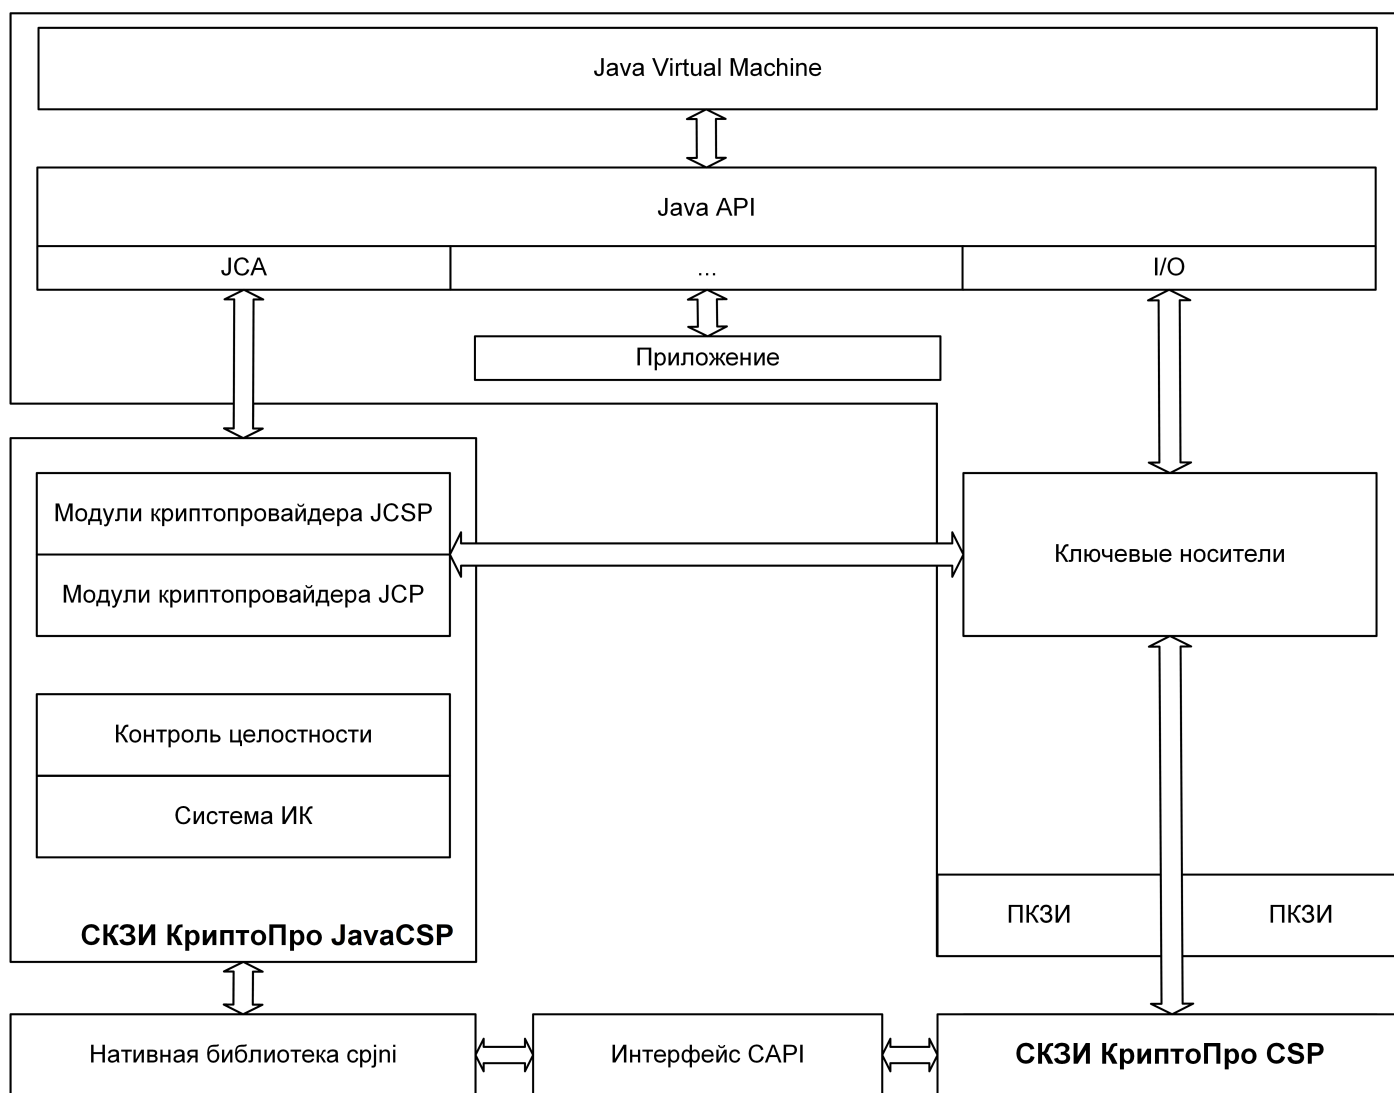 Java Virtual Machine
Java API
JCA
...
I/O
Приложение
Модули криптопровайдера JCSP
Модули криптопровайдера JCP
Ключевые носители
Контроль целостности
Система ИК
СКЗИ КриптоПро JavaCSP
ПКЗИ
ПКЗИ
Нативная библиотека cpjni
Интерфейс CAPI
СКЗИ КриптоПро CSP